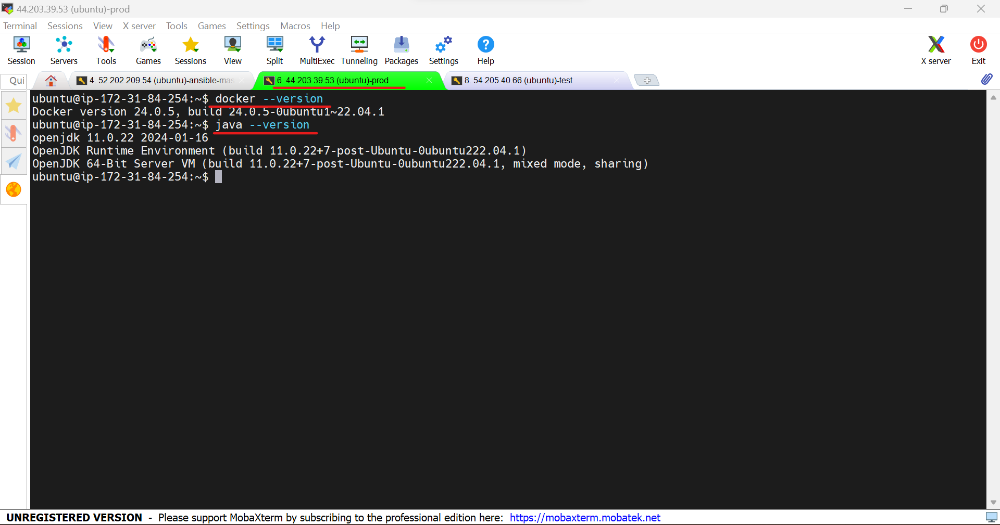 44.203.39.53 (ubuntu)-prod
Terminal Sessions View X server Tools Games Settings Macros Help
Session Servers Tools Games Sessions View Split MultiExec Tunneling Packages Settings Help X server Exit
Qui 4. 52.202.209.54 (ubuntu)-ansible-mas 6. 44.203.39.53 (ubuntu)-prod 8. 54.205.40.66 (ubuntu)-test
ubuntu@ip-172-31-84-254:~$ docker --version
Docker version 24.0.5, build 24.0.5-0ubuntu1~22.04.1
ubuntu@ip-172-31-84-254:~$ java --version
openjdk 11.0.22 2024-01-16
OpenJDK Runtime Environment (build 11.0.22+7-post-Ubuntu-0ubuntu222.04.1)
OpenJDK 64-Bit Server VM (build 11.0.22+7-post-Ubuntu-0ubuntu222.04.1, mixed mode, sharing)
ubuntu@ip-172-31-84-254:~$
UNREGISTERED VERSION - Please support MobaXterm by subscribing to the professional edition here: https://mobaxterm.mobatek.net